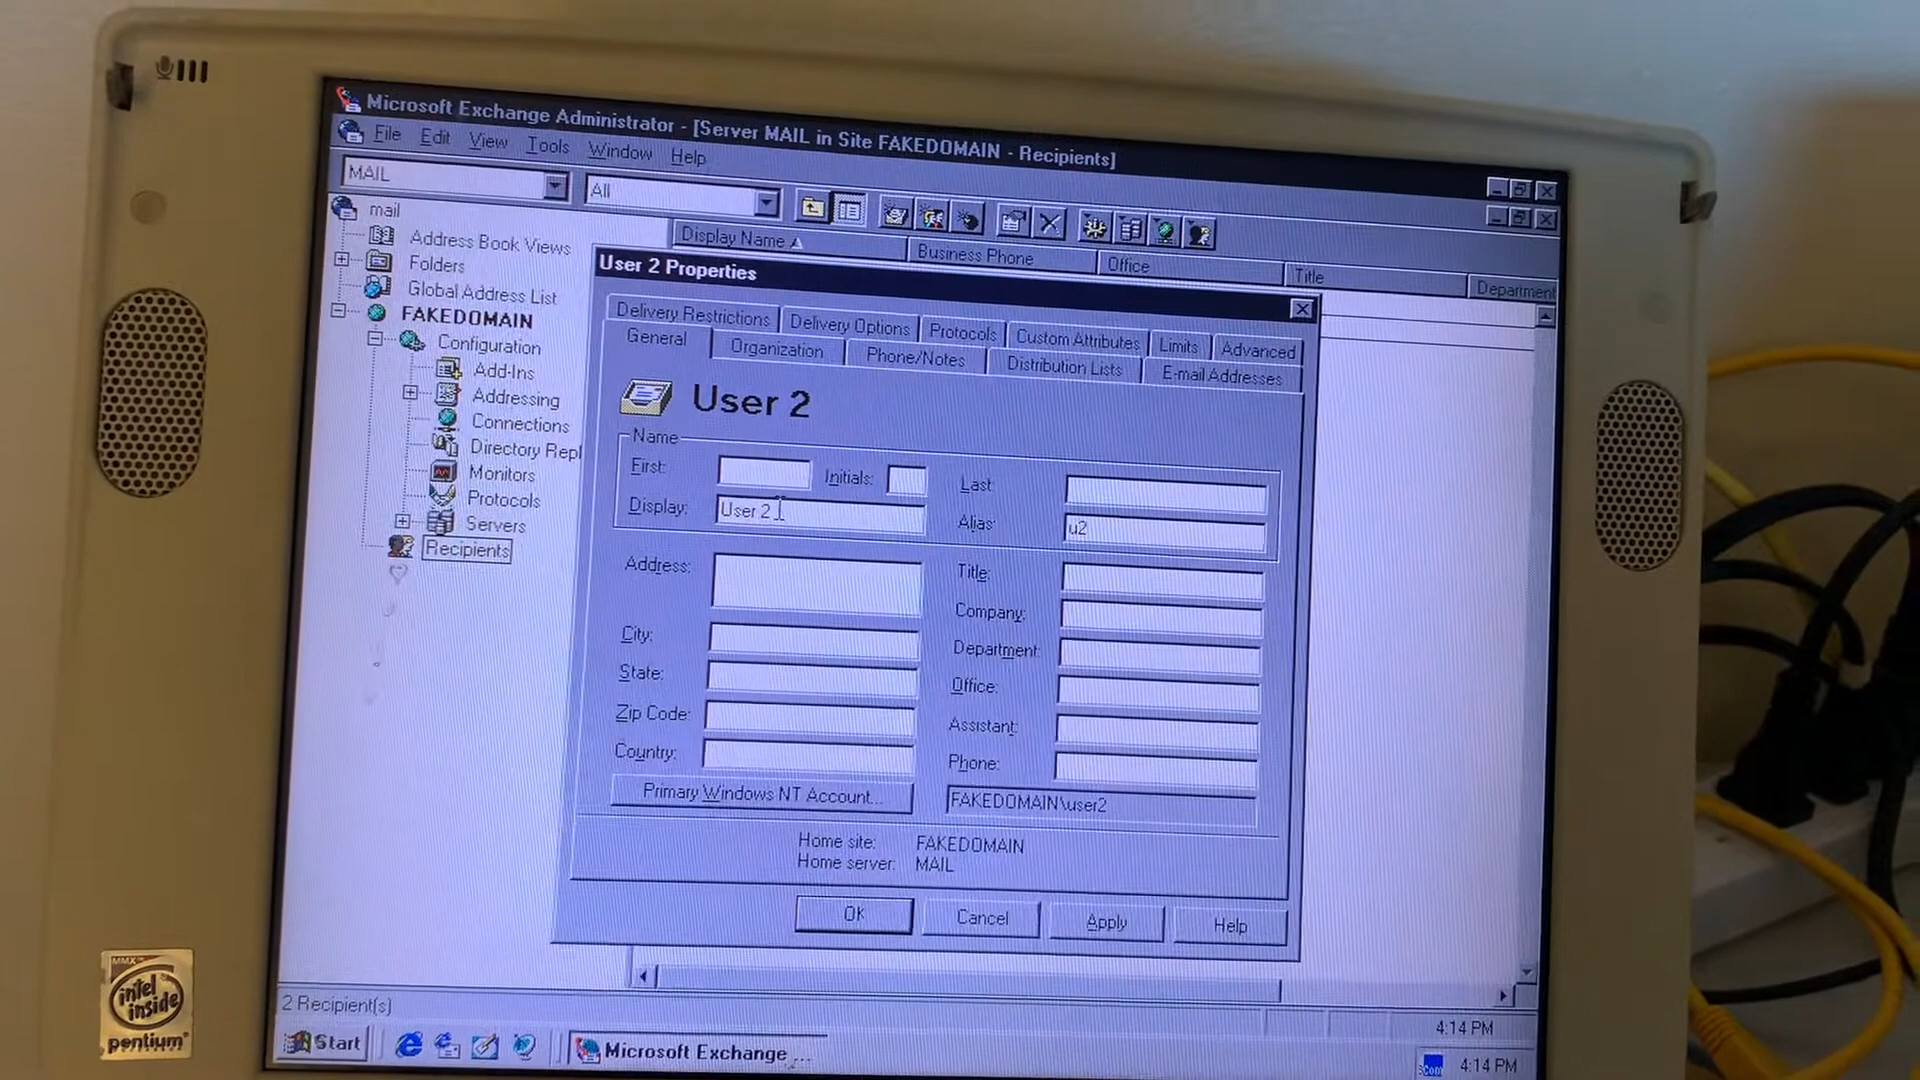 Microsoft Exchange Administrator - [Server MAIL in Site FAKEDOMAIN - Recipients]
File Edit View Tools Window Help
MAIL All
mail
Address Book Views
Folders
Global Address List
FAKEDOMAIN
Configuration
Add-Ins
Addressing
Connections
Directory Repl
Monitors
Protocols
Servers
Recipients
Display Name Business Phone Office Title Department
User 2 Properties
Delivery Restrictions Delivery Options Protocols Custom Attributes Limits Advanced
General Organization Phone/Notes Distribution Lists E-mail Addresses
User 2
Name
First: Initials: Last:
Display: User 2 Alias: u2
Address: Title:
Company:
City: Department:
State: Office:
Zip Code: Assistant:
Country: Phone:
Primary Windows NT Account... FAKEDOMAIN\user2
Home site: FAKEDOMAIN
Home server: MAIL
OK Cancel Apply Help
2 Recipient(s)
4:14 PM
Start Microsoft Exchange ... 4:14 PM
MMX
intel
inside
pentium